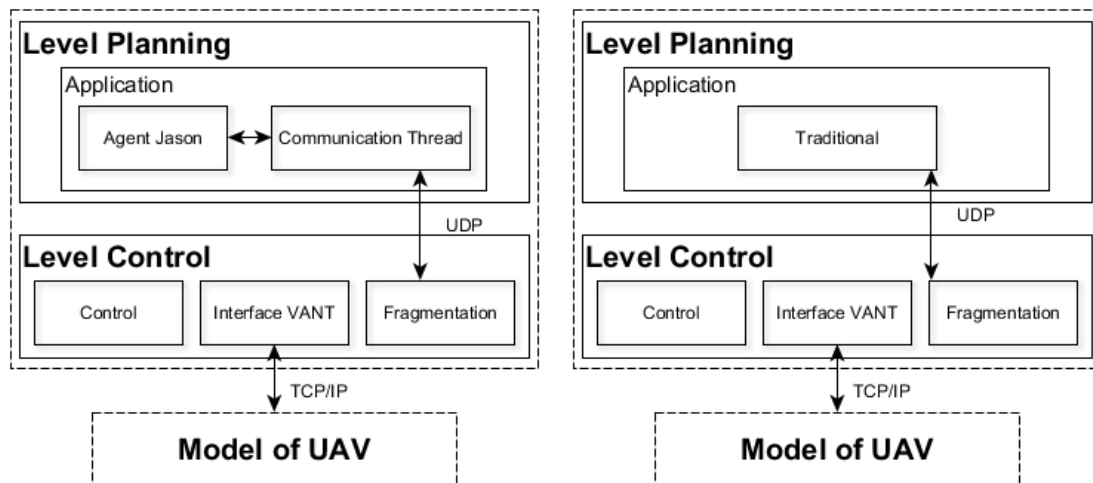 Level Planning
Application
Agent Jason
Communication Thread
UDP
Level Control
Control
Interface VANT
Fragmentation
TCP/IP
Model of UAV
Level Planning
Application
Traditional
UDP
Level Control
Control
Interface VANT
Fragmentation
TCP/IP
Model of UAV